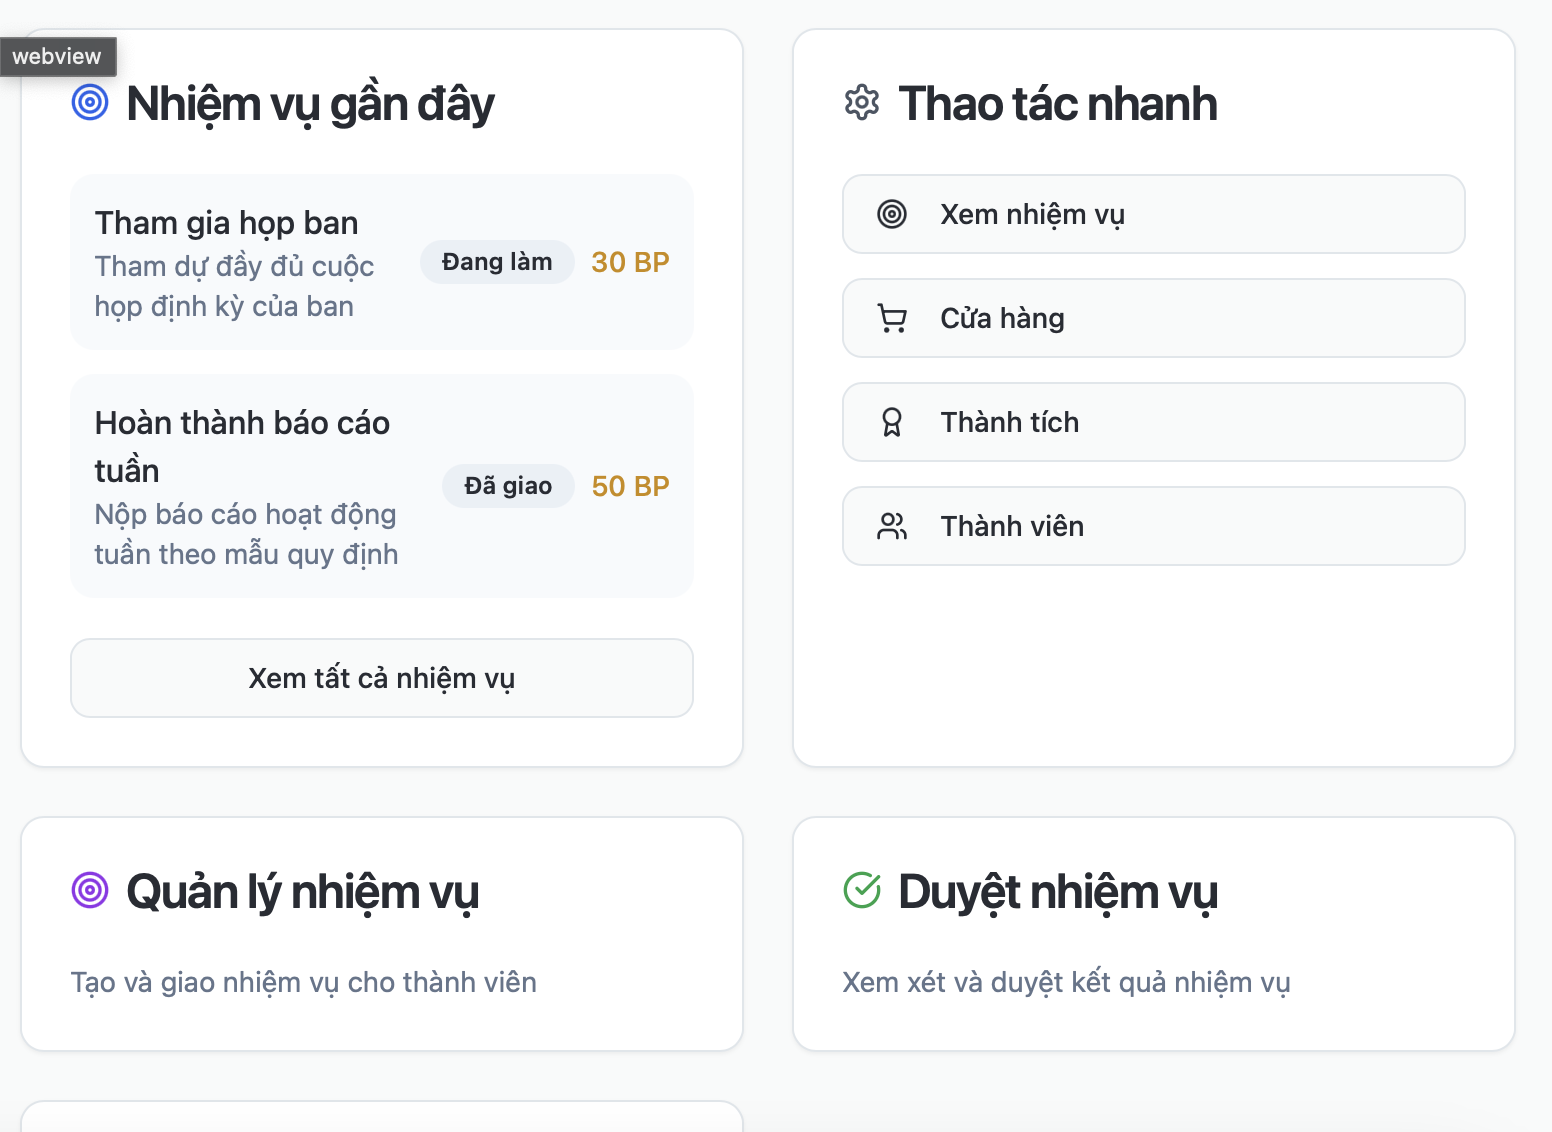 webview
Nhiệm vụ gần đây
Tham gia họp ban
Tham dự đầy đủ cuộc
họp định kỳ của ban
Đang làm
30 BP
Hoàn thành báo cáo
tuần
Nộp báo cáo hoạt động
tuần theo mẫu quy định
Đã giao
50 BP
Xem tất cả nhiệm vụ
Thao tác nhanh
Xem nhiệm vụ
Cửa hàng
Thành tích
Thành viên
Quản lý nhiệm vụ
Tạo và giao nhiệm vụ cho thành viên
Duyệt nhiệm vụ
Xem xét và duyệt kết quả nhiệm vụ